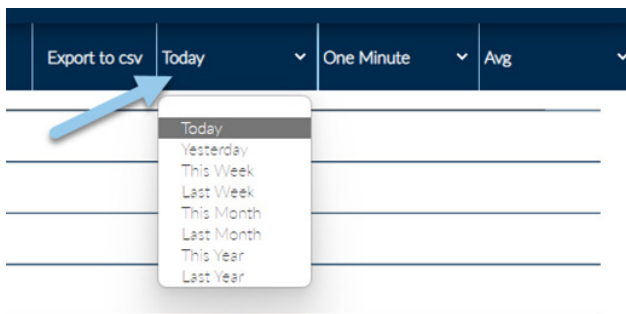 Export to csv Today One Minute Avg
Today
Yesterday
This Week
Last Week
This Month
Last Month
This Year
Last Year